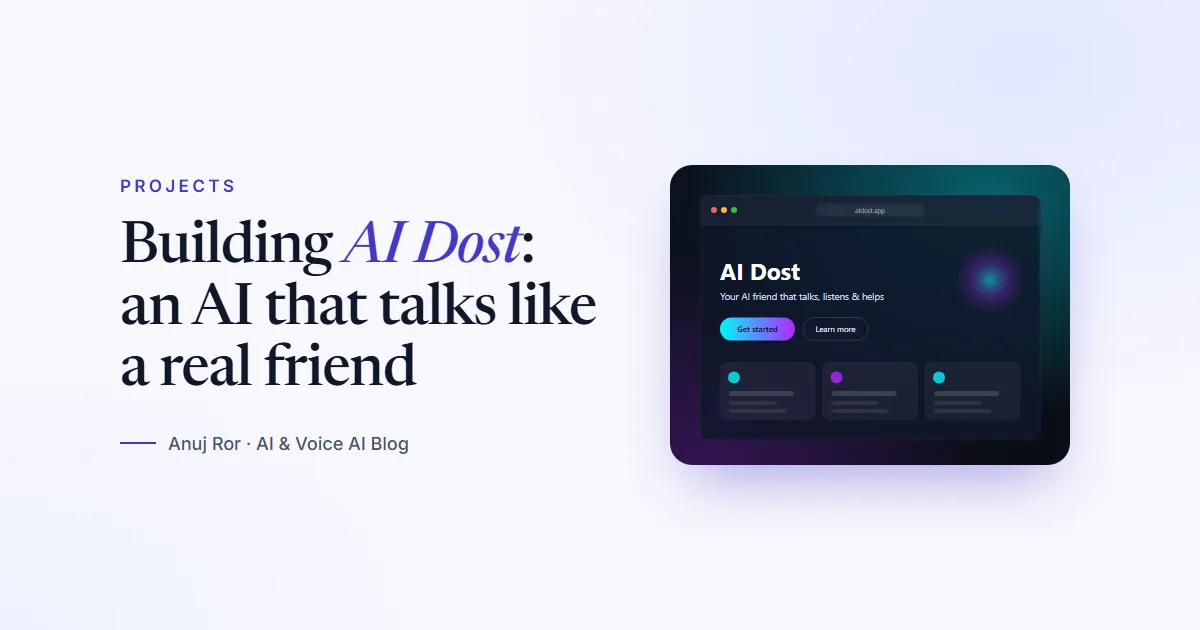 PROJECTS
Building AI Dost:
an AI that talks like
a real friend
Anuj Ror · AI & Voice AI Blog
aidost.app
AI Dost
Your AI friend that talks, listens & helps
Get started
Learn more